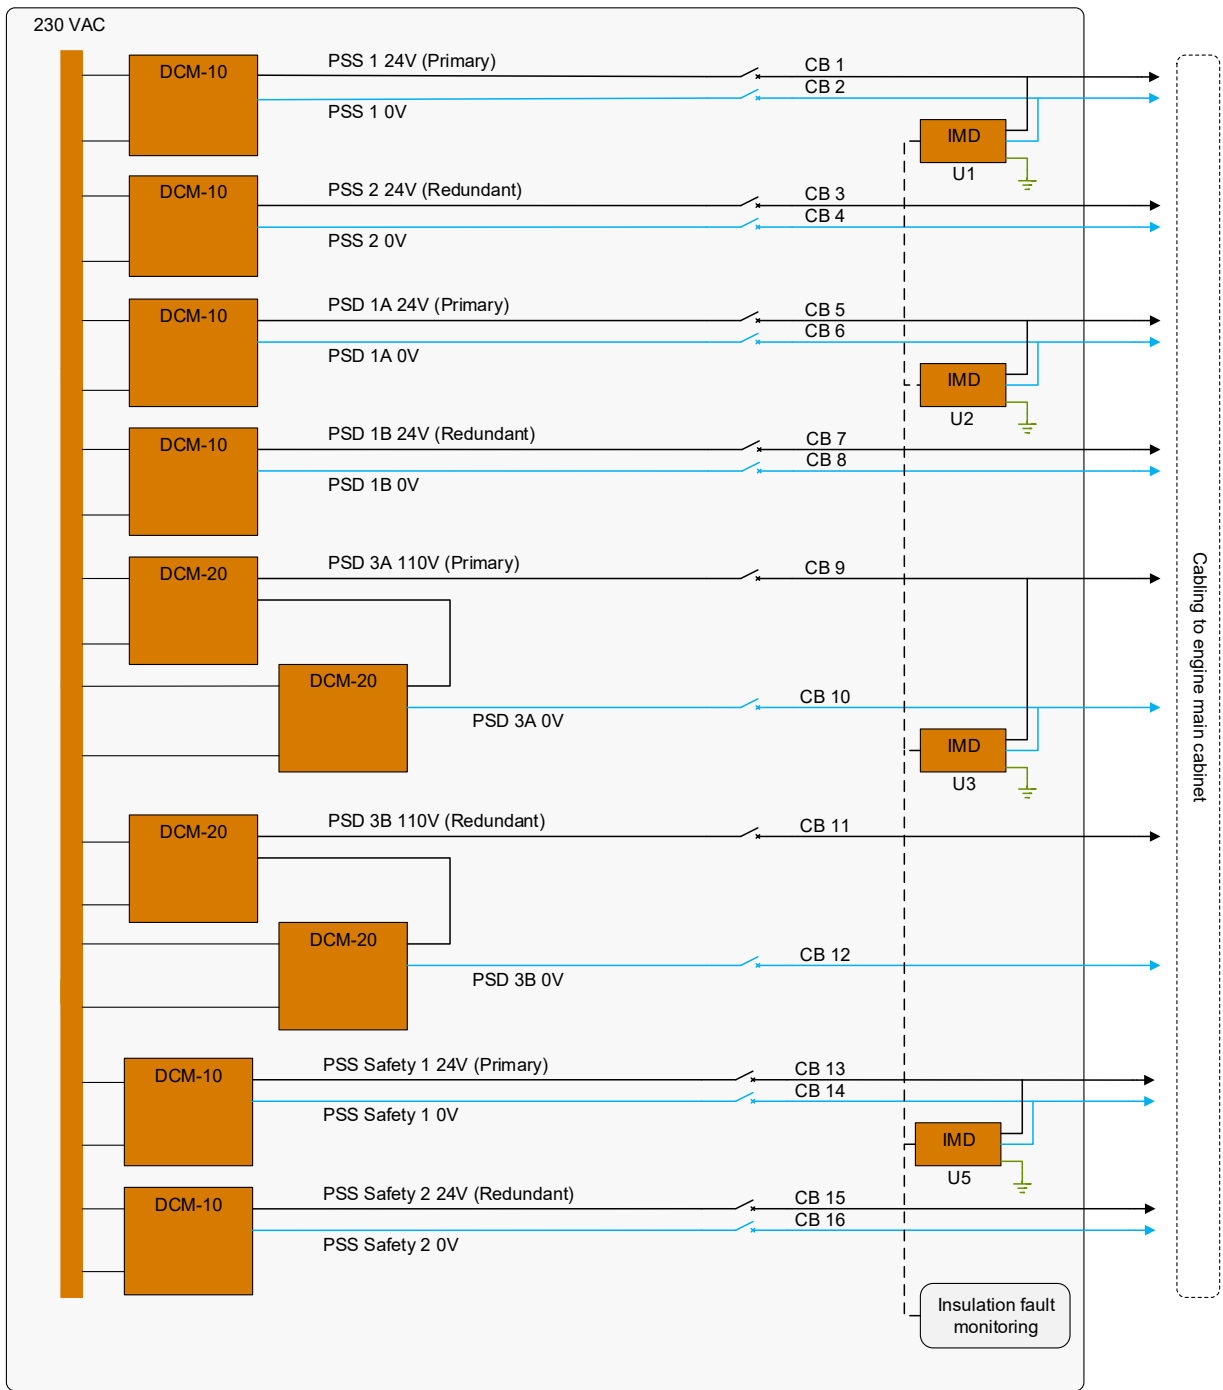 230 VAC
DCM-10
PSS 1 24V (Primary)
CB 1
CB 2
PSS 1 0V
IMD
U1
DCM-10
PSS 2 24V (Redundant)
CB 3
CB 4
PSS 2 0V
DCM-10
PSD 1A 24V (Primary)
CB 5
CB 6
PSD 1A 0V
IMD
U2
DCM-10
PSD 1B 24V (Redundant)
CB 7
CB 8
PSD 1B 0V
DCM-20
PSD 3A 110V (Primary)
CB 9
DCM-20
CB 10
PSD 3A 0V
IMD
U3
DCM-20
PSD 3B 110V (Redundant)
CB 11
DCM-20
CB 12
PSD 3B 0V
DCM-10
PSS Safety 1 24V (Primary)
CB 13
CB 14
PSS Safety 1 0V
IMD
U5
DCM-10
PSS Safety 2 24V (Redundant)
CB 15
CB 16
PSS Safety 2 0V
Insulation fault
monitoring
Cabling to engine main cabinet